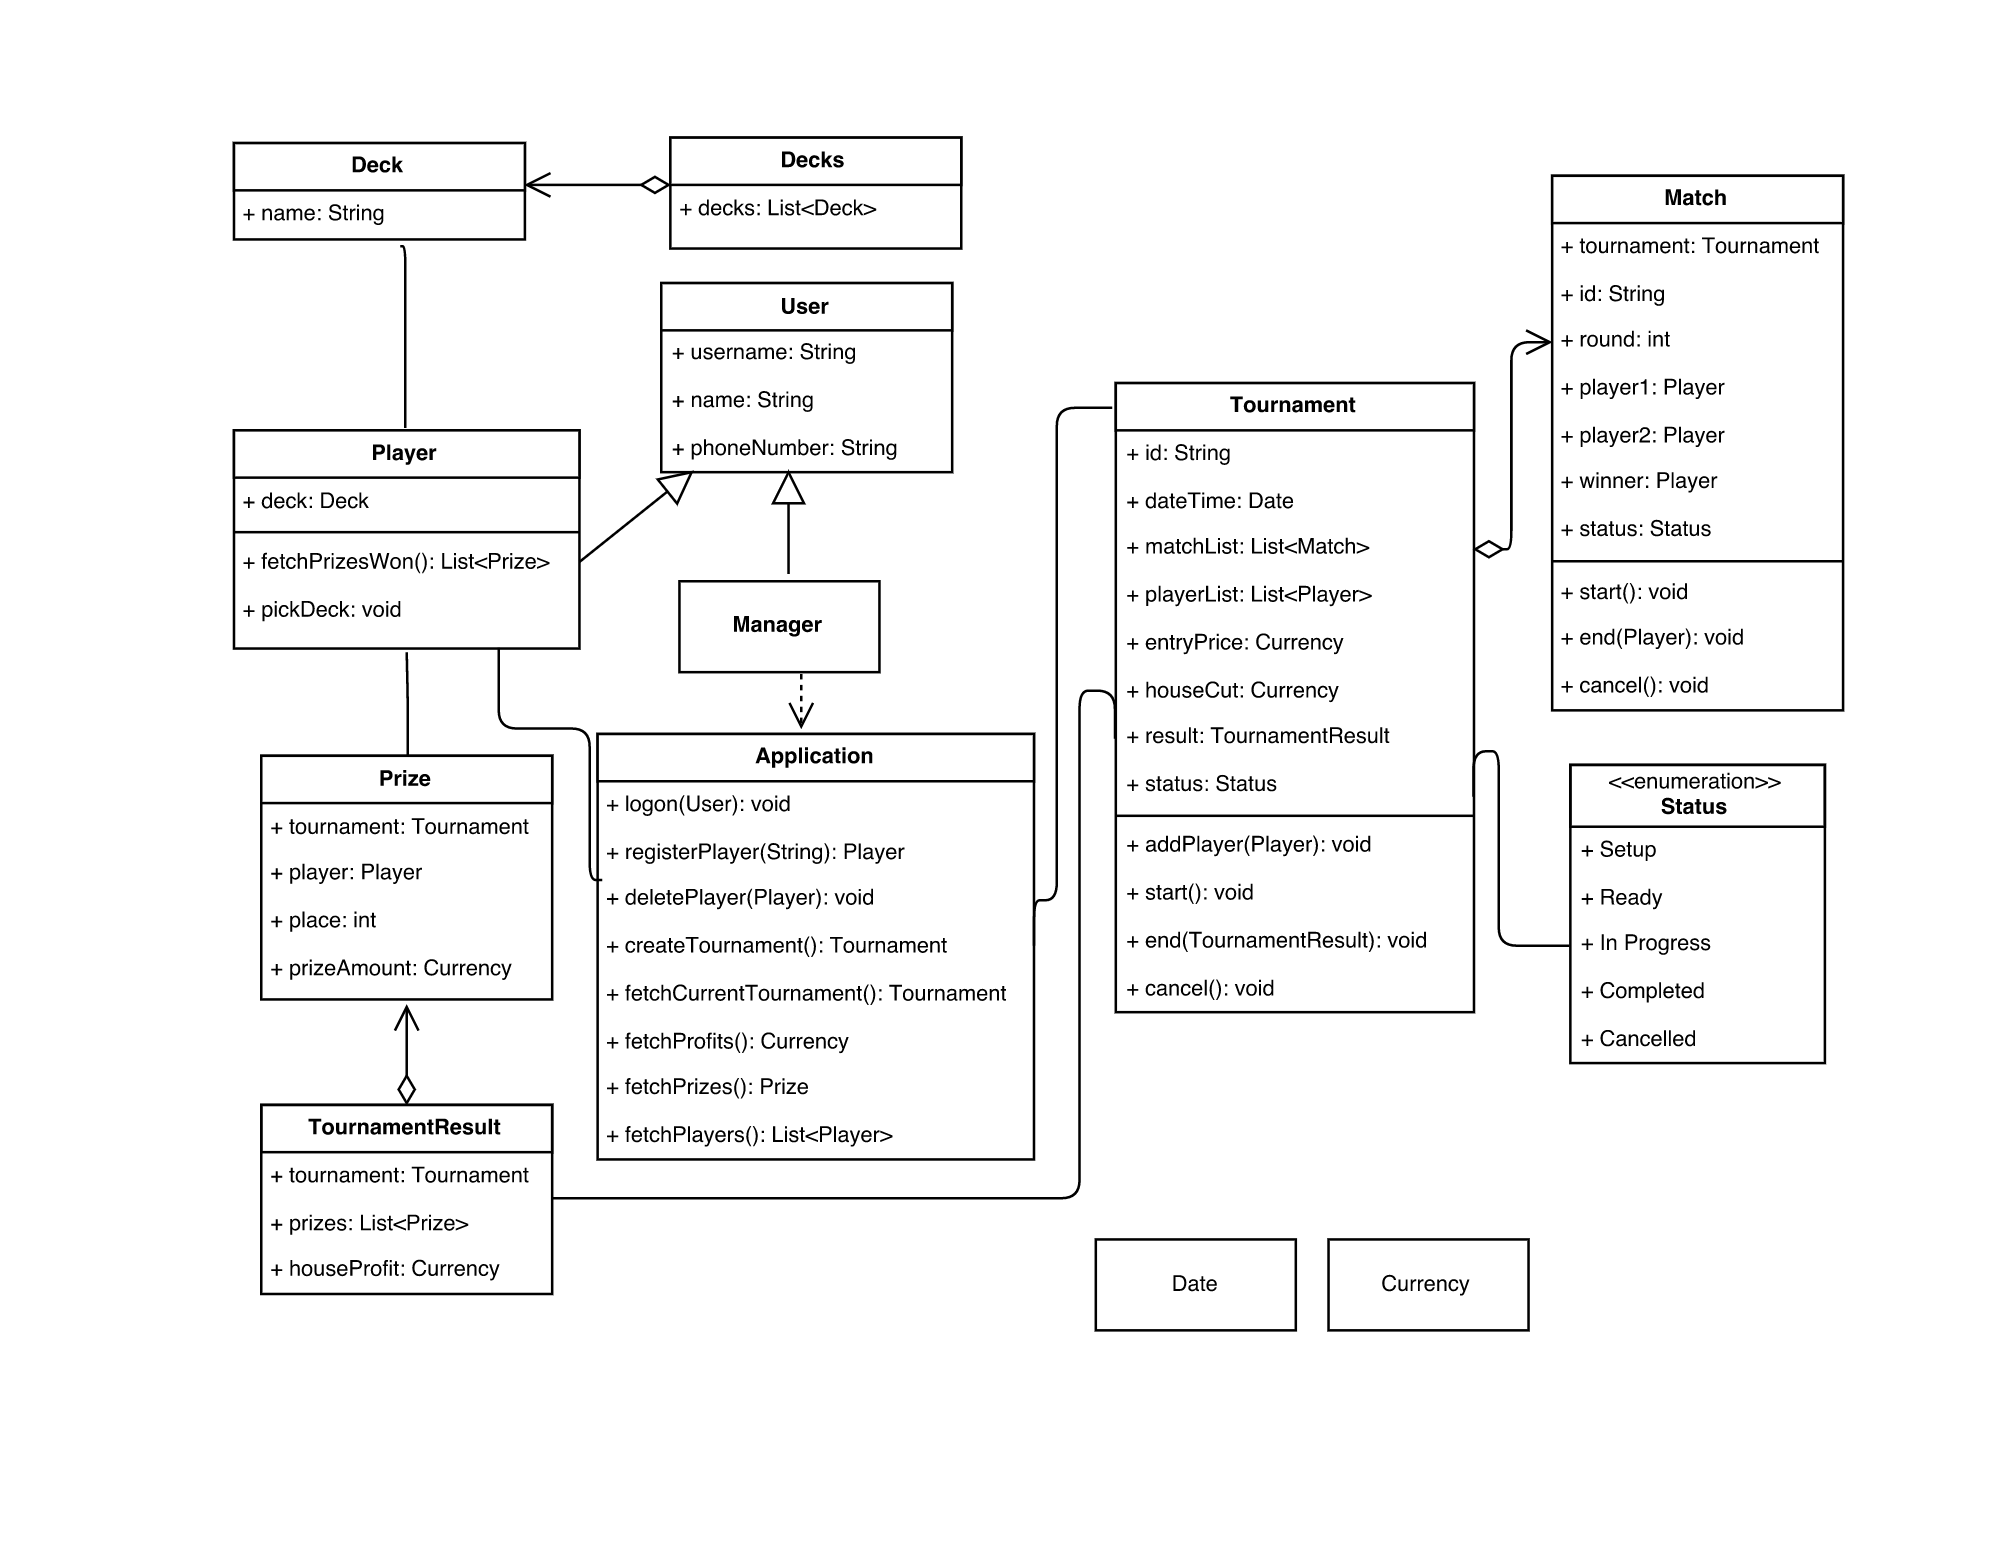 Deck
+ name: String
Decks
+ decks: List<Deck>
User
+ username: String
+ name: String
+ phoneNumber: String
Player
+ deck: Deck
+ fetchPrizesWon(): List<Prize>
+ pickDeck: void
Manager
Prize
+ tournament: Tournament
+ player: Player
+ place: int
+ prizeAmount: Currency
TournamentResult
+ tournament: Tournament
+ prizes: List<Prize>
+ houseProfit: Currency
Application
+ logon(User): void
+ registerPlayer(String): Player
+ deletePlayer(Player): void
+ createTournament(): Tournament
+ fetchCurrentTournament(): Tournament
+ fetchProfits(): Currency
+ fetchPrizes(): Prize
+ fetchPlayers(): List<Player>
Tournament
+ id: String
+ dateTime: Date
+ matchList: List<Match>
+ playerList: List<Player>
+ entryPrice: Currency
+ houseCut: Currency
+ result: TournamentResult
+ status: Status
+ addPlayer(Player): void
+ start(): void
+ end(TournamentResult): void
+ cancel(): void
Match
+ tournament: Tournament
+ id: String
+ round: int
+ player1: Player
+ player2: Player
+ winner: Player
+ status: Status
+ start(): void
+ end(Player): void
+ cancel(): void
<<enumeration>>
Status
+ Setup
+ Ready
+ In Progress
+ Completed
+ Cancelled
Date
Currency